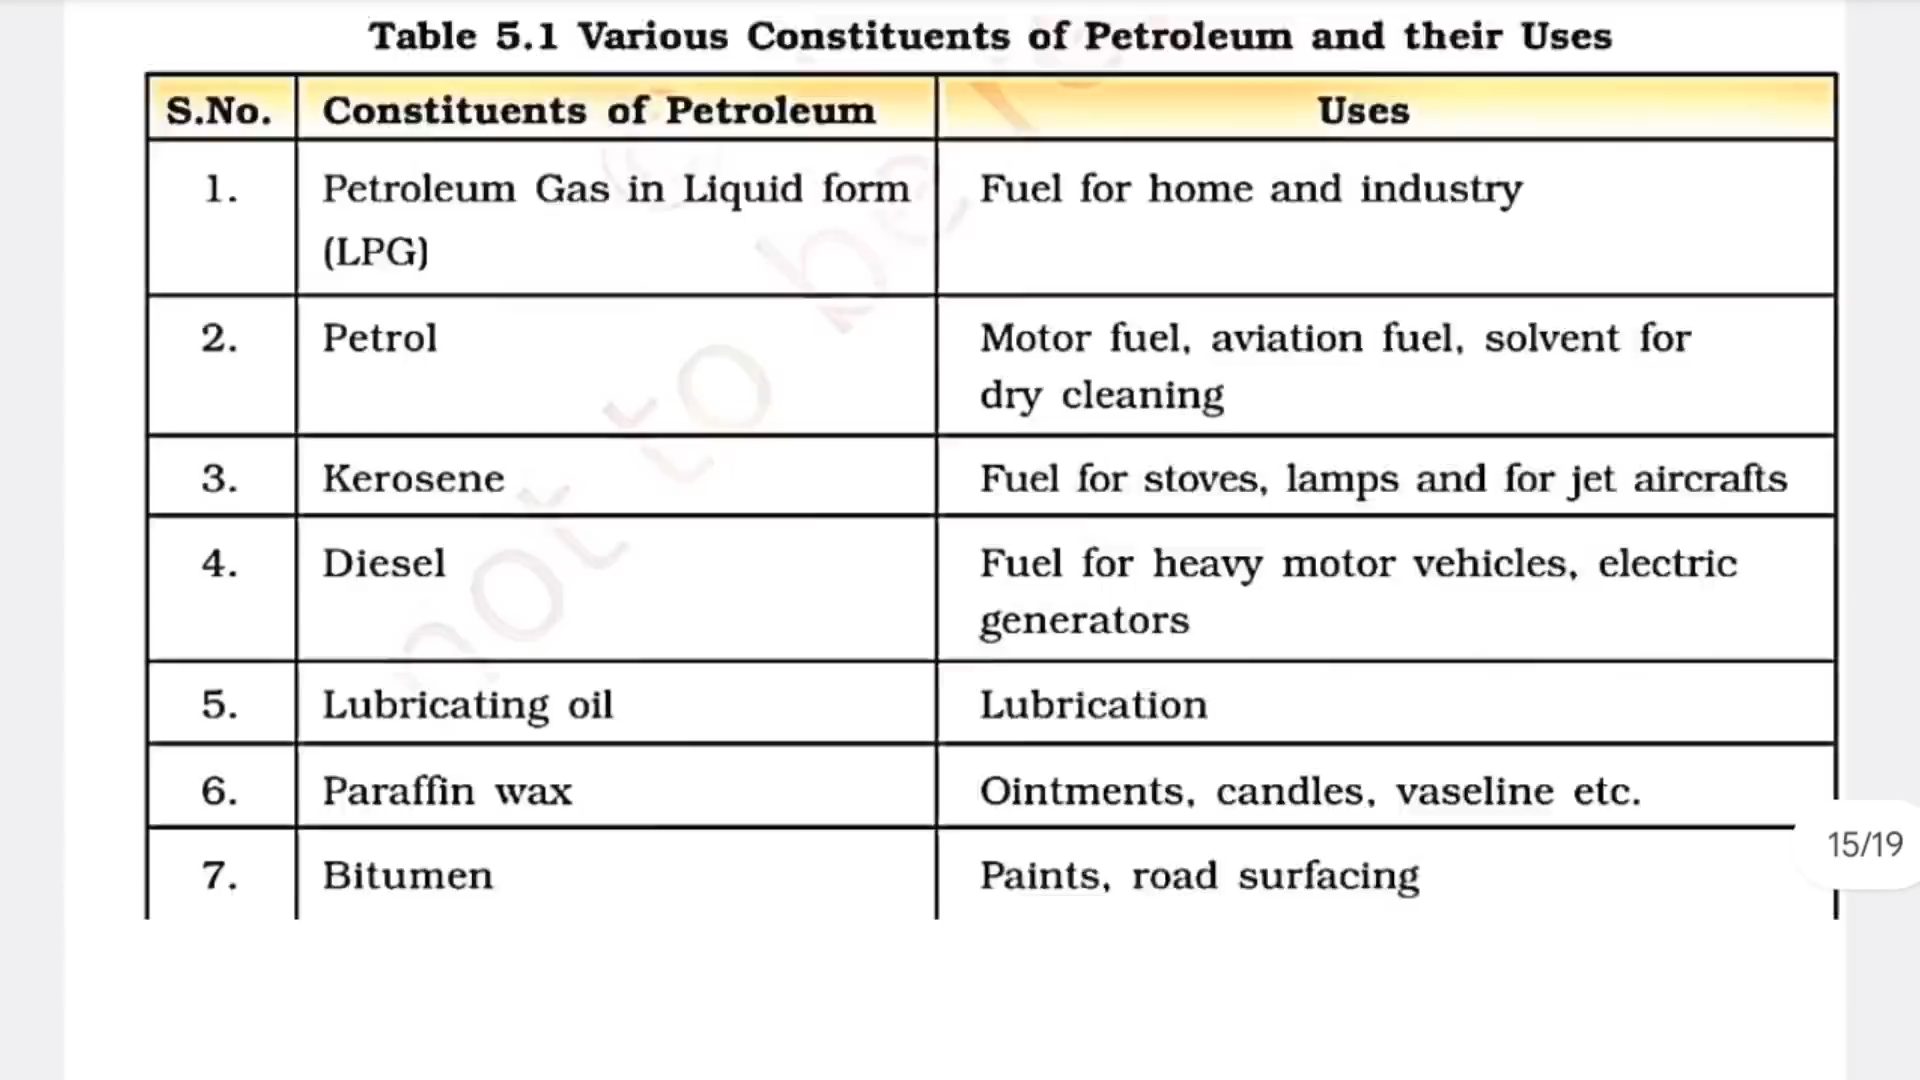 Table 5.1 Various Constituents of Petroleum and their Uses
S.No. Constituents of Petroleum Uses
1. Petroleum Gas in Liquid form Fuel for home and industry
(LPG)
2. Petrol Motor fuel, aviation fuel, solvent for
dry cleaning
3. Kerosene Fuel for stoves, lamps and for jet aircrafts
4. Diesel Fuel for heavy motor vehicles, electric
generators
5. Lubricating oil Lubrication
6. Paraffin wax Ointments, candles, vaseline etc.
15/19
7. Bitumen Paints, road surfacing
not to be